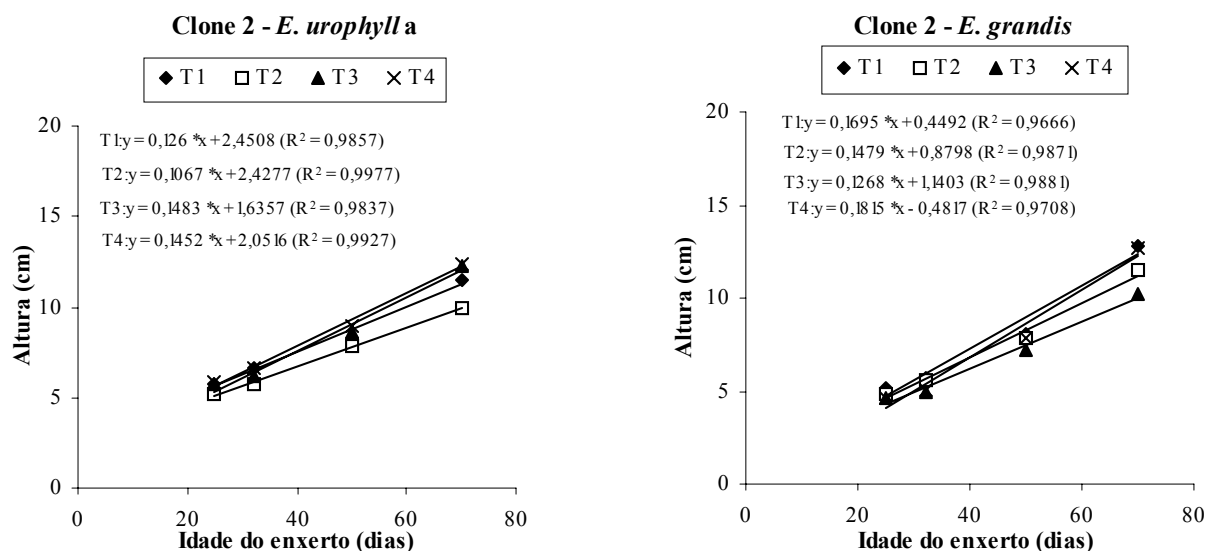 Clone 2 - E. urophyll a
T1 T2 T3 T4
T1:y = 0,126 *x + 2,4508 (R² = 0,9857)
T2:y = 0,1067 *x + 2,4277 (R² = 0,9977)
T3:y = 0,1483 *x + 1,6357 (R² = 0,9837)
T4:y = 0,1452 *x + 2,0516 (R² = 0,9927)
Altura (cm)
20
15
10
5
0
0 20 40 60 80
Idade do enxerto (dias)
Clone 2 - E. grandis
T1 T2 T3 T4
T1:y = 0,1695 *x + 0,4492 (R² = 0,9666)
T2:y = 0,1479 *x + 0,8798 (R² = 0,9871)
T3:y = 0,1268 *x + 1,1403 (R² = 0,9881)
T4:y = 0,1815 *x - 0,4817 (R² = 0,9708)
Altura (cm)
20
15
10
5
0
0 20 40 60 80
Idade do enxerto (dias)